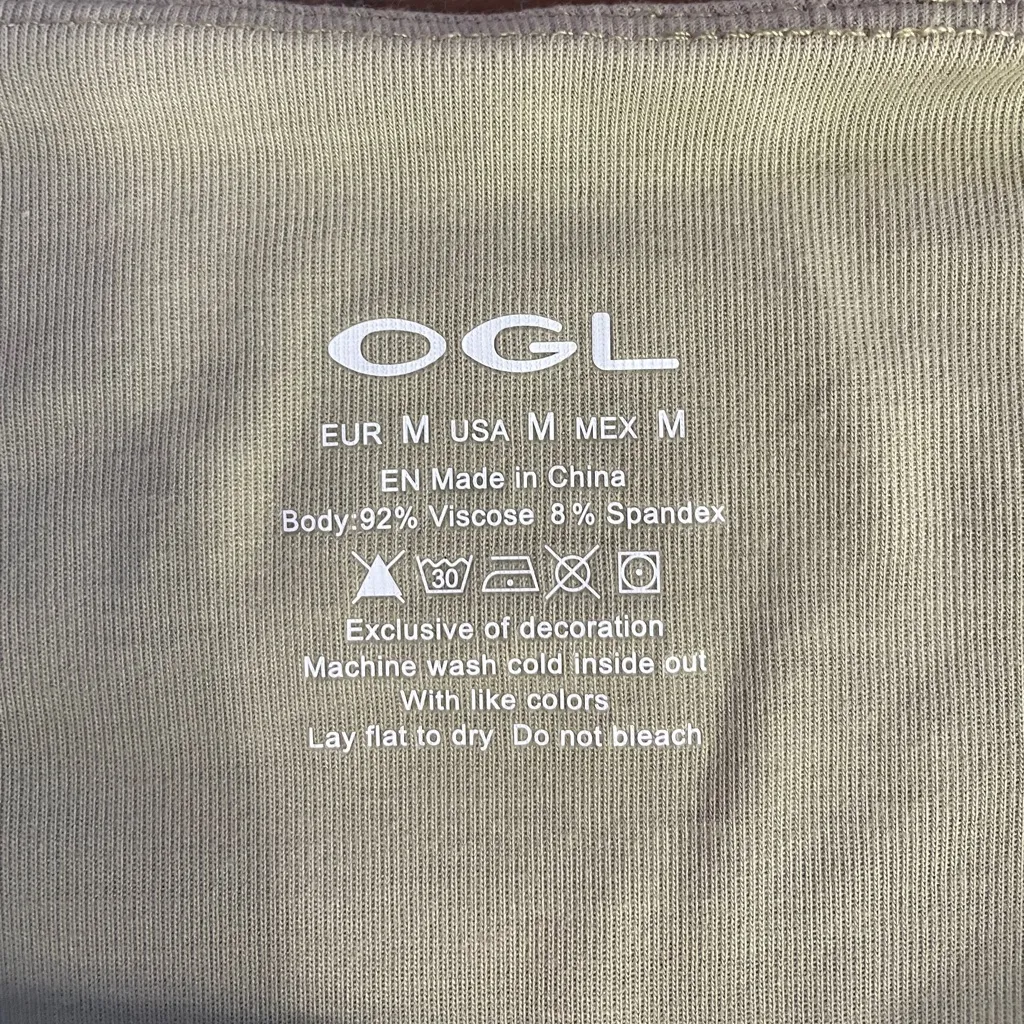 OGL
EUR M USA M MEX M
EN Made in China
Body:92% Viscose 8% Spandex
30
Exclusive of decoration
Machine wash cold inside out
With like colors
Lay flat to dry Do not bleach